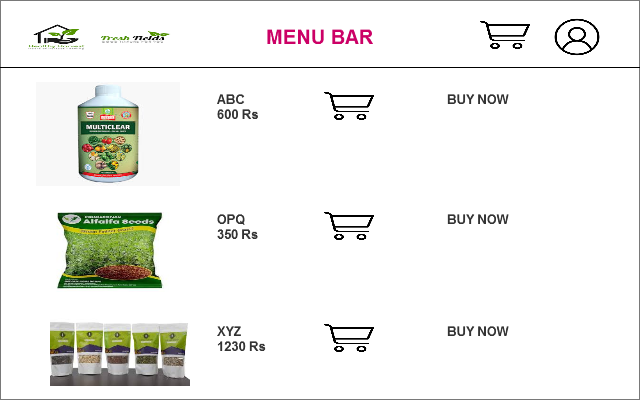 Fresh Fields
MENU BAR
ABC
600 Rs
BUY NOW
MULTICLEAR
OPQ
350 Rs
BUY NOW
Alfalfa Seeds
XYZ
1230 Rs
BUY NOW